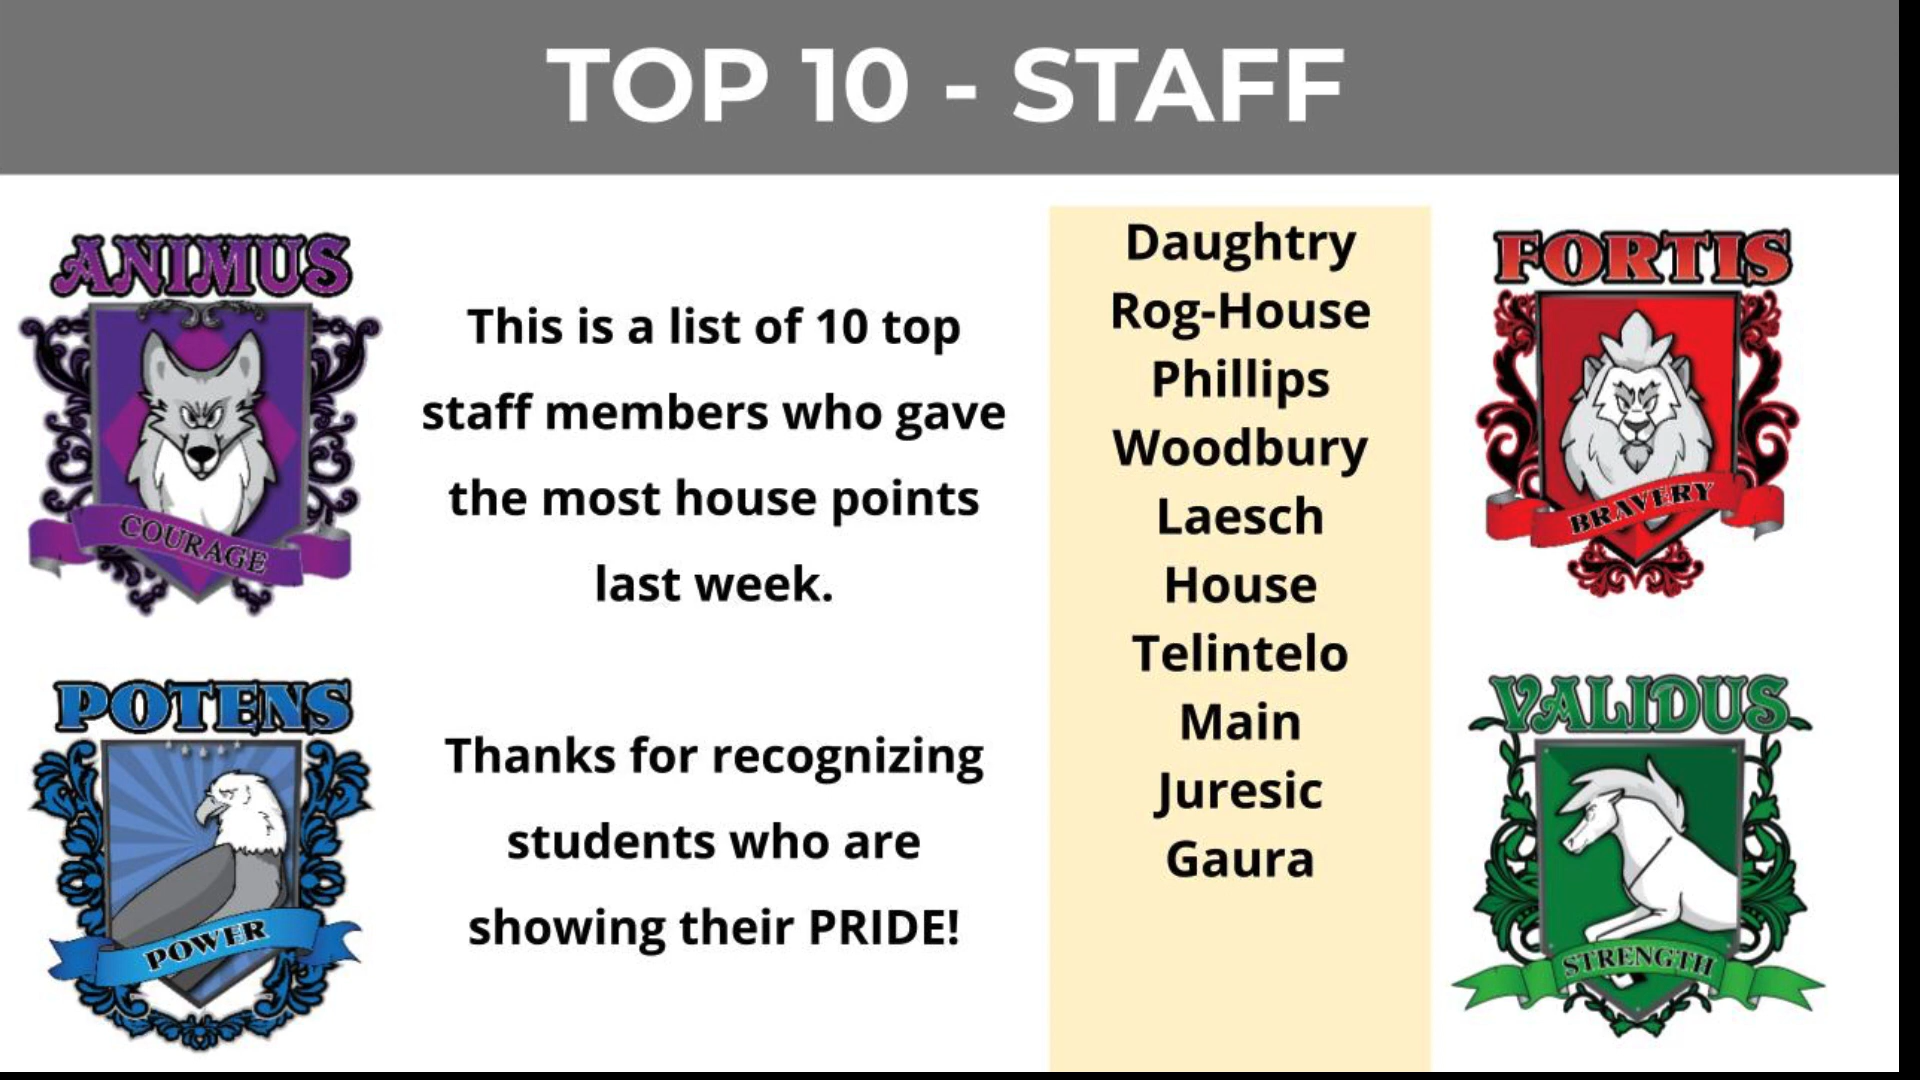 TOP 10 - STAFF
ANIMUS
COURAGE
POTENS
POWER
This is a list of 10 top
staff members who gave
the most house points
last week.
Thanks for recognizing
students who are
showing their PRIDE!
Daughtry
Rog-House
Phillips
Woodbury
Laesch
House
Telintelo
Main
Juresic
Gaura
FORTIS
BRAVERY
VALIDUS
STRENGTH